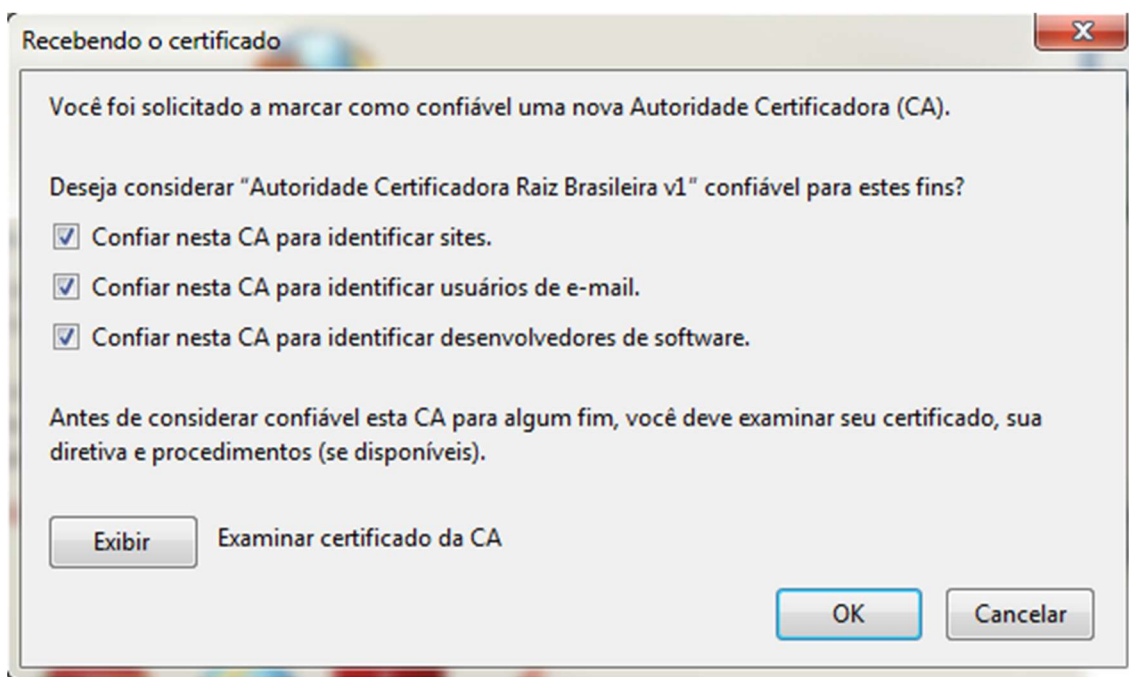 Recebendo o certificado
Você foi solicitado a marcar como confiável uma nova Autoridade Certificadora (CA).
Deseja considerar “Autoridade Certificadora Raiz Brasileira v1” confiável para estes fins?
Confiar nesta CA para identificar sites.
Confiar nesta CA para identificar usuários de e-mail.
Confiar nesta CA para identificar desenvolvedores de software.
Antes de considerar confiável esta CA para algum fim, você deve examinar seu certificado, sua
diretiva e procedimentos (se disponíveis).
Exibir Examinar certificado da CA
OK Cancelar